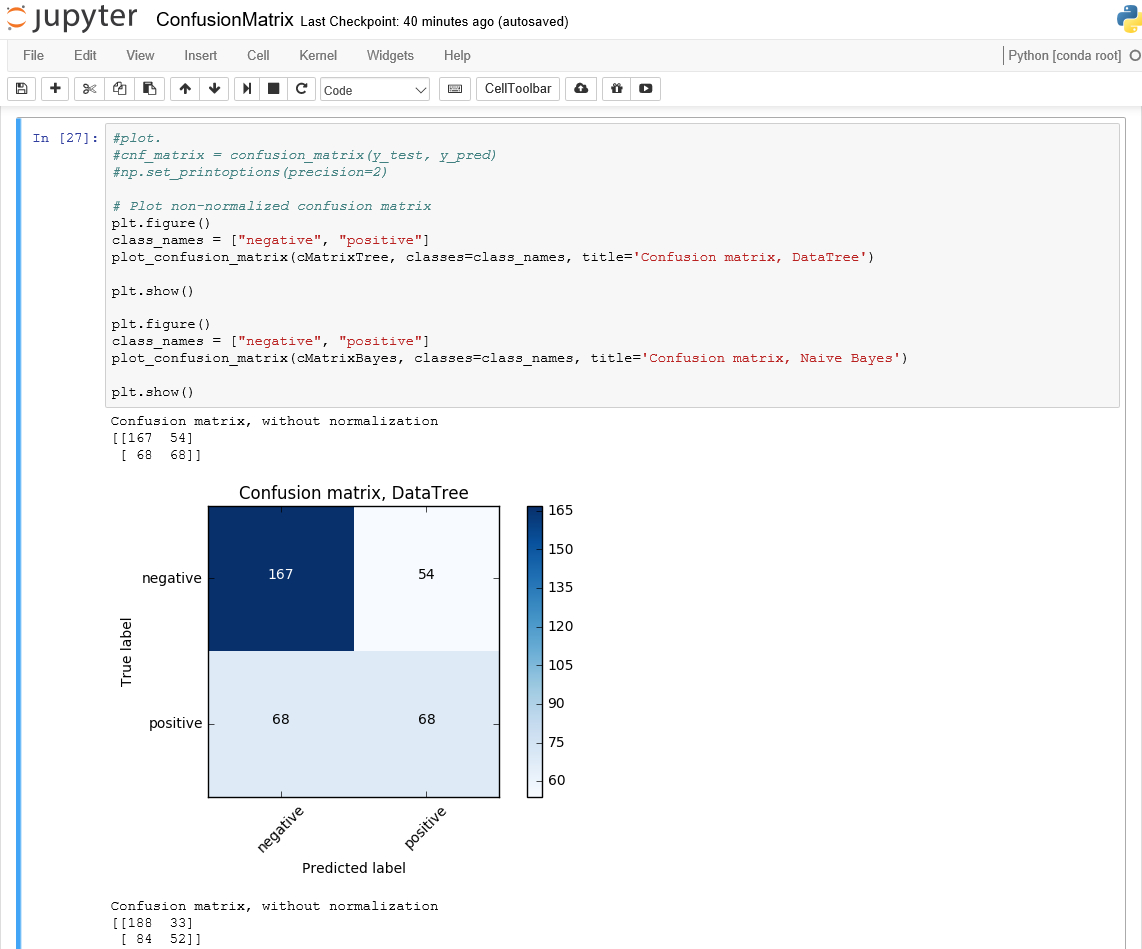 jupyter ConfusionMatrix Last Checkpoint: 40 minutes ago (autosaved)
File Edit View Insert Cell Kernel Widgets Help Python [conda root]
Code CellToolbar
In [27]: #plot.
#cnf_matrix = confusion_matrix(y_test, y_pred)
#np.set_printoptions(precision=2)
# Plot non-normalized confusion matrix
plt.figure()
class_names = ["negative", "positive"]
plot_confusion_matrix(cMatrixTree, classes=class_names, title='Confusion matrix, DataTree')
plt.show()
plt.figure()
class_names = ["negative", "positive"]
plot_confusion_matrix(cMatrixBayes, classes=class_names, title='Confusion matrix, Naive Bayes')
plt.show()
Confusion matrix, without normalization
[[167  54]
 [ 68  68]]
Confusion matrix, DataTree
165
150
135
120
105
90
75
60
negative 167 54
True label
positive 68 68
negative positive
Predicted label
Confusion matrix, without normalization
[[188  33]
 [ 84  52]]